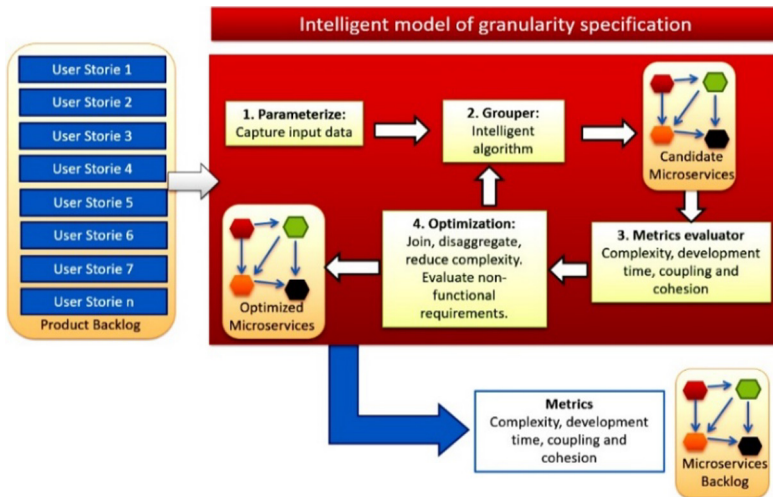 Intelligent model of granularity specification
User Storie 1
User Storie 2
User Storie 3
User Storie 4
User Storie 5
User Storie 6
User Storie 7
User Storie n
Product Backlog
1. Parameterize:
Capture input data
2. Grouper:
Intelligent
algorithm
Candidate
Microservices
3. Metrics evaluator
Complexity, development
time, coupling and
cohesion
4. Optimization:
Join, disaggregate,
reduce complexity.
Evaluate non-
functional
requirements.
Optimized
Microservices
Metrics
Complexity, development
time, coupling and
cohesion
Microservices
Backlog